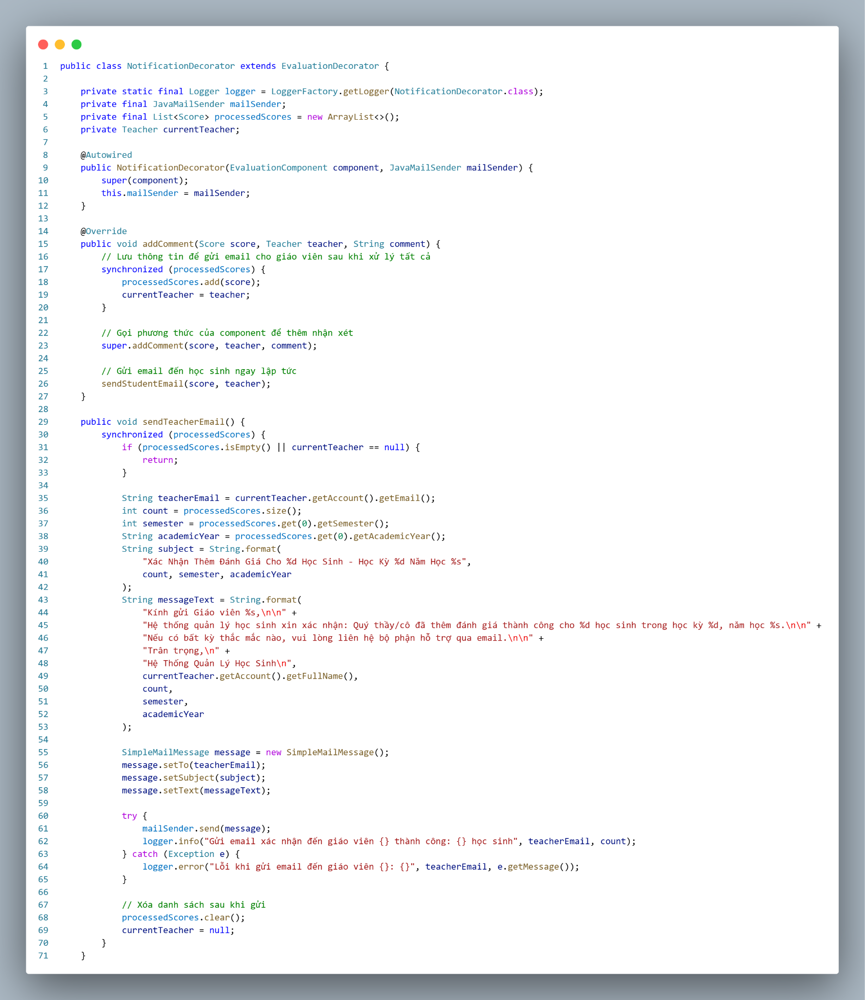 1 public class NotificationDecorator extends EvaluationDecorator {
2
3     private static final Logger logger = LoggerFactory.getLogger(NotificationDecorator.class);
4     private final JavaMailSender mailSender;
5     private final List<Score> processedScores = new ArrayList<>();
6     private Teacher currentTeacher;
7
8     @Autowired
9     public NotificationDecorator(EvaluationComponent component, JavaMailSender mailSender) {
10         super(component);
11         this.mailSender = mailSender;
12     }
13
14     @Override
15     public void addComment(Score score, Teacher teacher, String comment) {
16         // Lưu thông tin để gửi email cho giáo viên sau khi xử lý tất cả
17         synchronized (processedScores) {
18             processedScores.add(score);
19             currentTeacher = teacher;
20         }
21
22         // Gọi phương thức của component để thêm nhận xét
23         super.addComment(score, teacher, comment);
24
25         // Gửi email đến học sinh ngay lập tức
26         sendStudentEmail(score, teacher);
27     }
28
29     public void sendTeacherEmail() {
30         synchronized (processedScores) {
31             if (processedScores.isEmpty() || currentTeacher == null) {
32                 return;
33             }
34
35             String teacherEmail = currentTeacher.getAccount().getEmail();
36             int count = processedScores.size();
37             int semester = processedScores.get(0).getSemester();
38             String academicYear = processedScores.get(0).getAcademicYear();
39             String subject = String.format(
40                 "Xác Nhận Thêm Đánh Giá Cho %d Học Sinh - Học Kỳ %d Năm Học %s",
41                 count, semester, academicYear
42             );
43             String messageText = String.format(
44                 "Kính gửi Giáo viên %s,\n\n" +
45                 "Hệ thống quản lý học sinh xin xác nhận: Quý thầy/cô đã thêm đánh giá thành công cho %d học sinh trong học kỳ %d, năm học %s.\n\n" +
46                 "Nếu có bất kỳ thắc mắc nào, vui lòng liên hệ bộ phận hỗ trợ qua email.\n\n" +
47                 "Trân trọng,\n" +
48                 "Hệ Thống Quản Lý Học Sinh\n",
49                 currentTeacher.getAccount().getFullName(),
50                 count,
51                 semester,
52                 academicYear
53             );
54
55             SimpleMailMessage message = new SimpleMailMessage();
56             message.setTo(teacherEmail);
57             message.setSubject(subject);
58             message.setText(messageText);
59
60             try {
61                 mailSender.send(message);
62                 logger.info("Gửi email xác nhận đến giáo viên {} thành công: {} học sinh", teacherEmail, count);
63             } catch (Exception e) {
64                 logger.error("Lỗi khi gửi email đến giáo viên {}: {}", teacherEmail, e.getMessage());
65             }
66
67             // Xóa danh sách sau khi gửi
68             processedScores.clear();
69             currentTeacher = null;
70         }
71     }